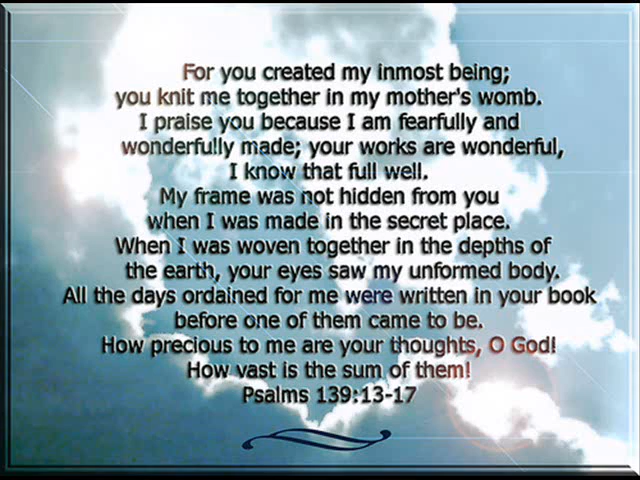 For you created my inmost being;
you knit me together in my mother's womb.
I praise you because I am fearfully and
wonderfully made; your works are wonderful,
I know that full well.
My frame was not hidden from you
when I was made in the secret place.
When I was woven together in the depths of
the earth, your eyes saw my unformed body.
All the days ordained for me were written in your book
before one of them came to be.
How precious to me are your thoughts, O God!
How vast is the sum of them!
Psalms 139:13-17